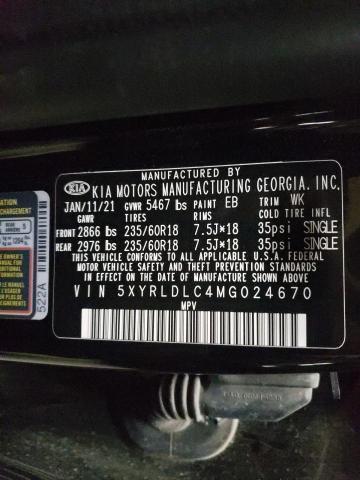 MANUFACTURED BY
KIA KIA MOTORS MANUFACTURING GEORGIA. INC.
JAN/11/21 GVWR 5467 lbs PAINT EB TRIM WK
GAWR TIRES RIMS COLD TIRE INFL
FRONT 2866 lbs 235/60R18 7.5J*18 35psi SINGLE
REAR 2976 lbs 235/60R18 7.5J*18 35psi SINGLE
THIS VEHICLE CONFORMS TO ALL APPLICABLE U.S.A. FEDERAL
MOTOR VEHICLE SAFETY STANDARDS IN EFFECT ON THE
DATE OF MANUFACTURE SHOWN ABOVE.
VIN 5XYRLDLC4MG024670
MPV
522A